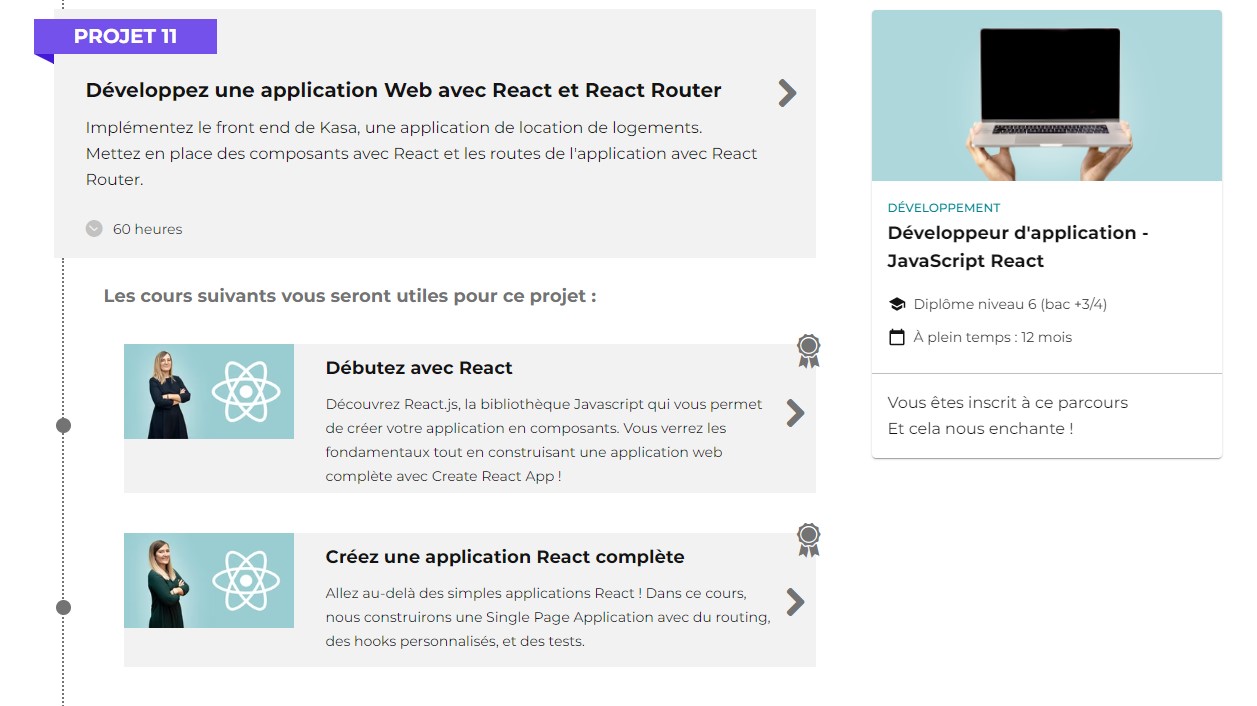 PROJET 11
Développez une application Web avec React et React Router
Implémentez le front end de Kasa, une application de location de logements.
Mettez en place des composants avec React et les routes de l'application avec React
Router.
60 heures
Les cours suivants vous seront utiles pour ce projet :
Débutez avec React
Découvrez React.js, la bibliothèque Javascript qui vous permet
de créer votre application en composants. Vous verrez les
fondamentaux tout en construisant une application web
complète avec Create React App !
Créez une application React complète
Allez au-delà des simples applications React ! Dans ce cours,
nous construirons une Single Page Application avec du routing,
des hooks personnalisés, et des tests.
DÉVELOPPEMENT
Développeur d'application -
JavaScript React
Diplôme niveau 6 (bac +3/4)
À plein temps : 12 mois
Vous êtes inscrit à ce parcours
Et cela nous enchante !